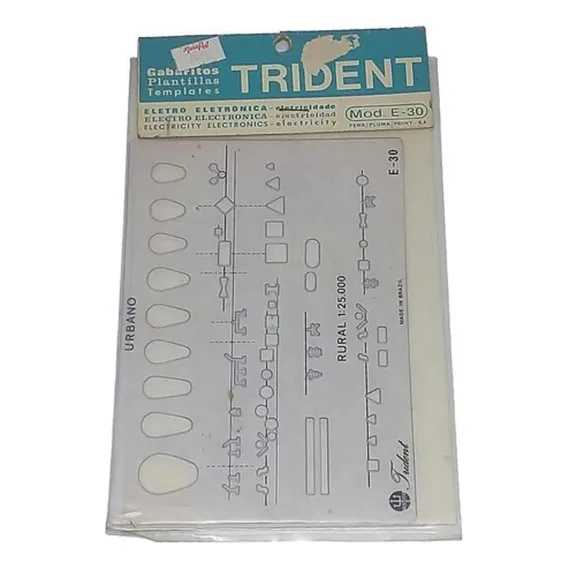 Gabaritos
Plantillas
Templates
TRIDENT
ELETRO ELETRÔNICA - eletricidade
ELECTRO ELECTRONICA - electricidad
ELECTRICITY ELECTRONICS - electricity
Mod. E-30
E-30
URBANO
RURAL 1:25.000
MADE IN BRAZIL
Trident